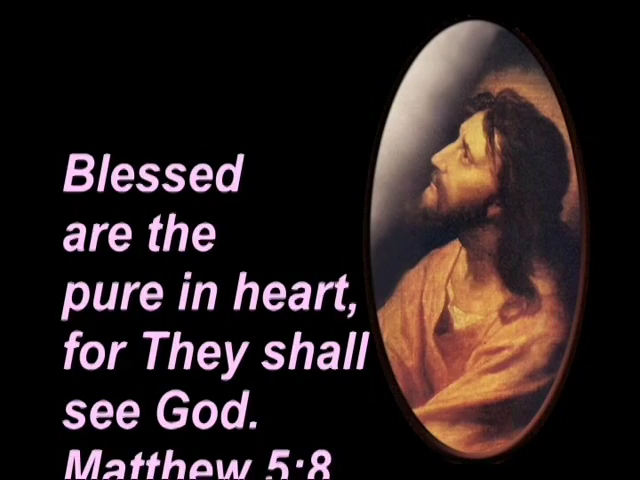 Blessed
are the
pure in heart,
for They shall
see God.
Matthew 5:8